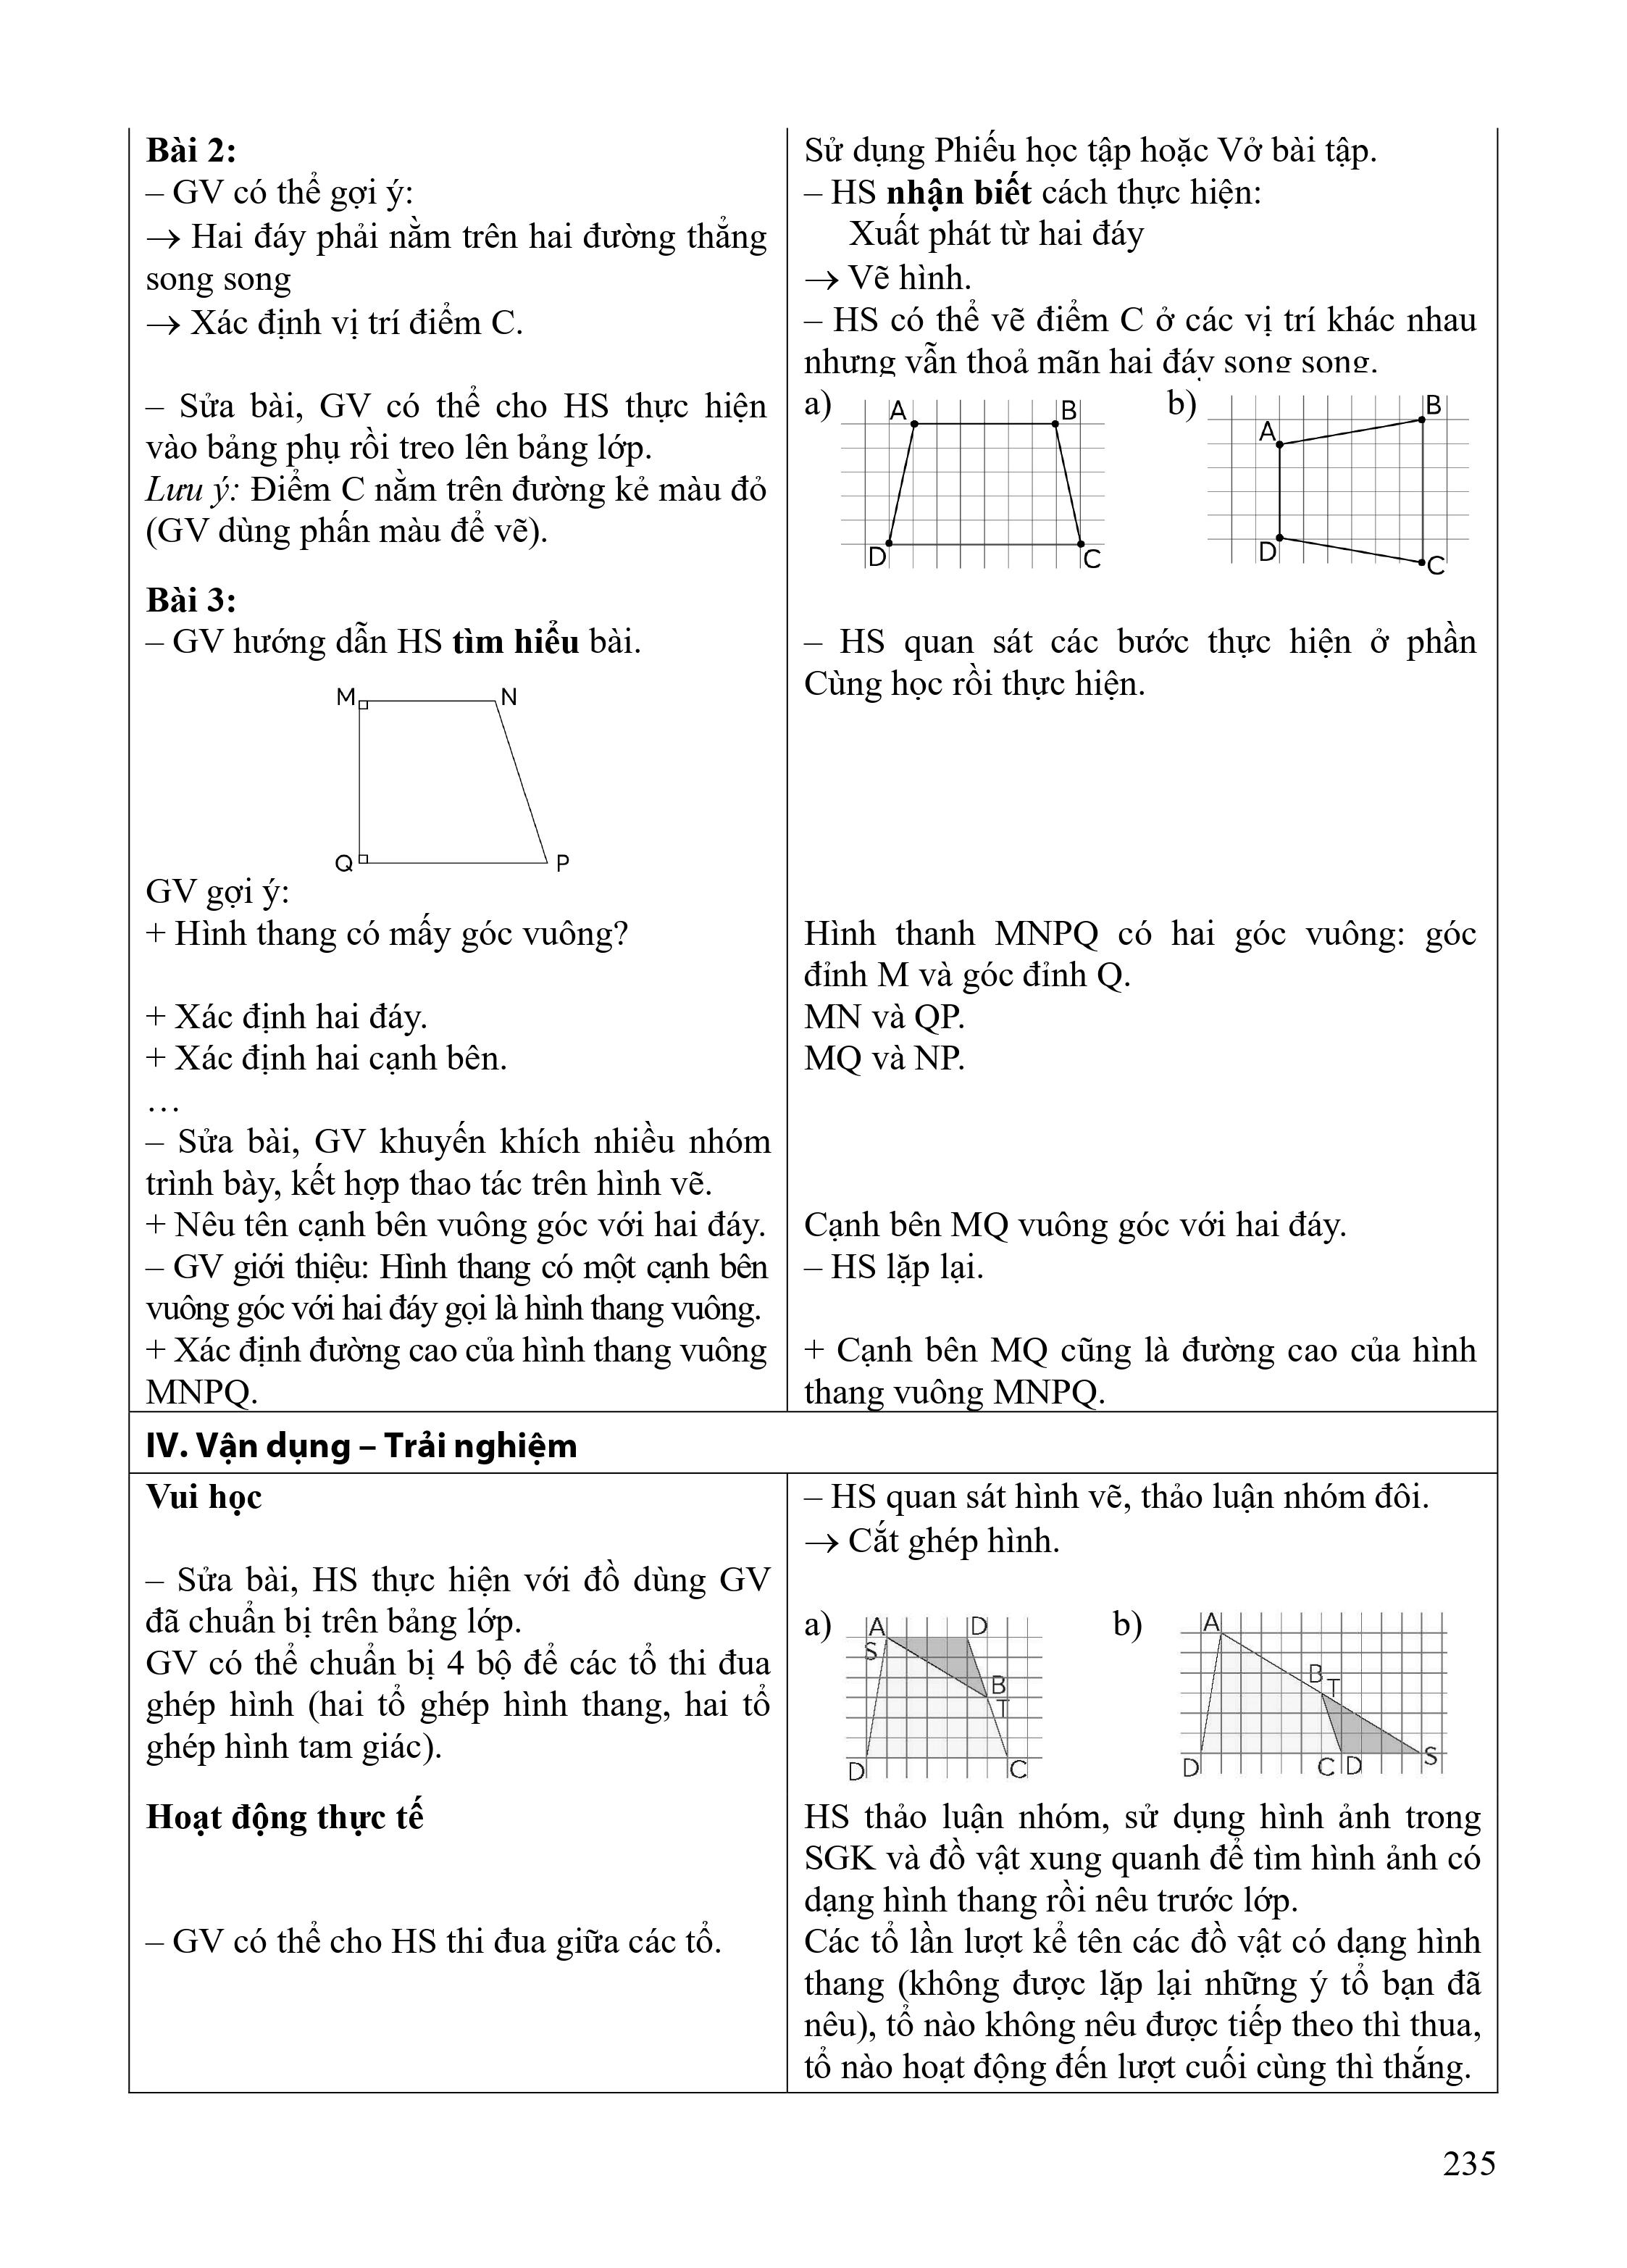 Bài 2:
– GV có thể gợi ý:
→ Hai đáy phải nằm trên hai đường thẳng
song song
→ Xác định vị trí điểm C.
– Sửa bài, GV có thể cho HS thực hiện
vào bảng phụ rồi treo lên bảng lớp.
Lưu ý: Điểm C nằm trên đường kẻ màu đỏ
(GV dùng phấn màu để vẽ).
Sử dụng Phiếu học tập hoặc Vở bài tập.
– HS nhận biết cách thực hiện:
Xuất phát từ hai đáy
→ Vẽ hình.
– HS có thể vẽ điểm C ở các vị trí khác nhau
nhưng vẫn thoả mãn hai đáy song song.
a)
A B
D C
b)
B
A
D
C
Bài 3:
– GV hướng dẫn HS tìm hiểu bài.
M N
Q P
– HS quan sát các bước thực hiện ở phần
Cùng học rồi thực hiện.
GV gợi ý:
+ Hình thang có mấy góc vuông?
Hình thanh MNPQ có hai góc vuông: góc
đỉnh M và góc đỉnh Q.
+ Xác định hai đáy.
MN và QP.
+ Xác định hai cạnh bên.
MQ và NP.
…
– Sửa bài, GV khuyến khích nhiều nhóm
trình bày, kết hợp thao tác trên hình vẽ.
+ Nêu tên cạnh bên vuông góc với hai đáy.
Cạnh bên MQ vuông góc với hai đáy.
– GV giới thiệu: Hình thang có một cạnh bên
vuông góc với hai đáy gọi là hình thang vuông.
– HS lặp lại.
+ Xác định đường cao của hình thang vuông
MNPQ.
+ Cạnh bên MQ cũng là đường cao của hình
thang vuông MNPQ.
IV. Vận dụng – Trải nghiệm
Vui học
– Sửa bài, HS thực hiện với đồ dùng GV
đã chuẩn bị trên bảng lớp.
GV có thể chuẩn bị 4 bộ để các tổ thi đua
ghép hình (hai tổ ghép hình thang, hai tổ
ghép hình tam giác).
– HS quan sát hình vẽ, thảo luận nhóm đôi.
→ Cắt ghép hình.
a)
A D
S
B
T
D C
b)
A
B T
D C D S
Hoạt động thực tế
– GV có thể cho HS thi đua giữa các tổ.
HS thảo luận nhóm, sử dụng hình ảnh trong
SGK và đồ vật xung quanh để tìm hình ảnh có
dạng hình thang rồi nêu trước lớp.
Các tổ lần lượt kể tên các đồ vật có dạng hình
thang (không được lặp lại những ý tổ bạn đã
nêu), tổ nào không nêu được tiếp theo thì thua,
tổ nào hoạt động đến lượt cuối cùng thì thắng.
235